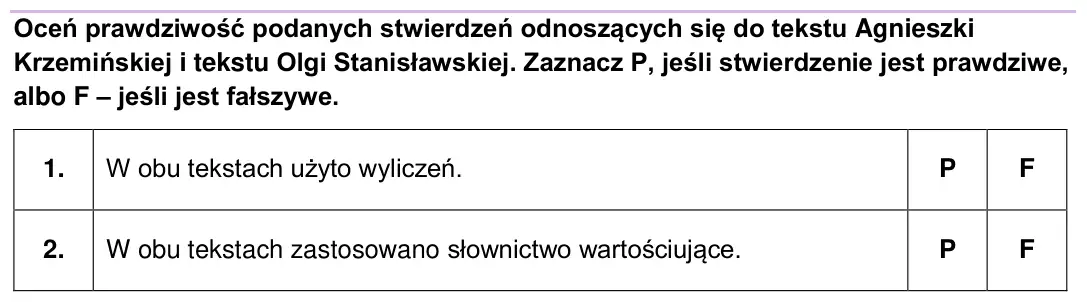 Oceń prawdziwość podanych stwierdzeń odnoszących się do tekstu Agnieszki
Krzemińskiej i tekstu Olgi Stanisławskiej. Zaznacz P, jeśli stwierdzenie jest prawdziwe,
albo F – jeśli jest fałszywe.
1. W obu tekstach użyto wyliczeń. P F
2. W obu tekstach zastosowano słownictwo wartościujące. P F